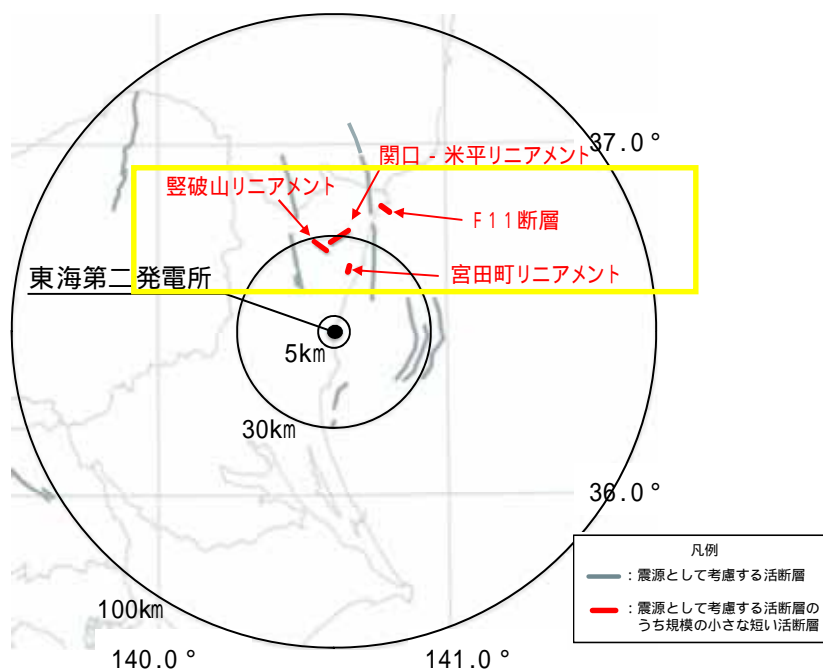 37.0°
関口-米平リニアメント
竪破山リニアメント
F11断層
宮田町リニアメント
東海第二発電所
5km
30km
36.0°
100km
140.0°
141.0°
凡例
:震源として考慮する活断層
:震源として考慮する活断層の
うち規模の小さな短い活断層